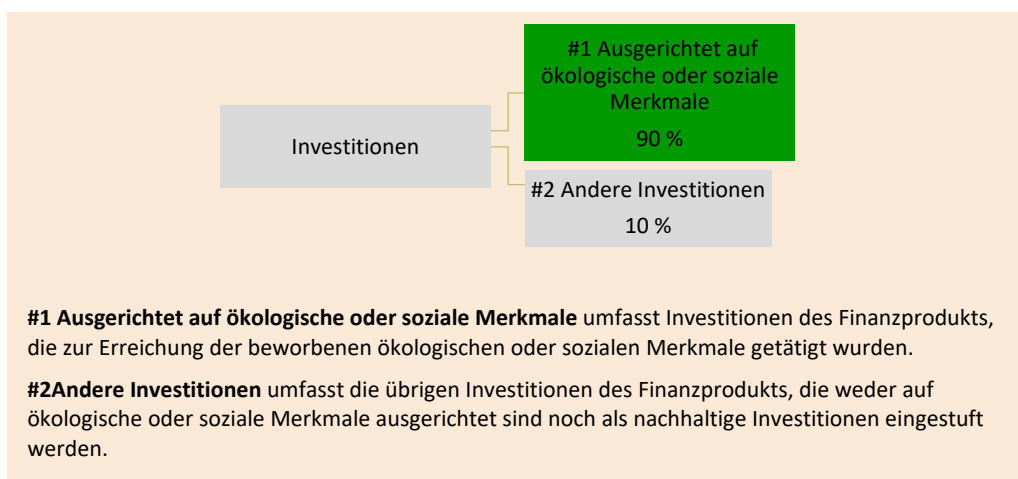 #1 Ausgerichtet auf
ökologische oder soziale
Merkmale
90 %
Investitionen
#2 Andere Investitionen
10 %
#1 Ausgerichtet auf ökologische oder soziale Merkmale umfasst Investitionen des Finanzprodukts,
die zur Erreichung der beworbenen ökologischen oder sozialen Merkmale getätigt wurden.
#2Andere Investitionen umfasst die übrigen Investitionen des Finanzprodukts, die weder auf
ökologische oder soziale Merkmale ausgerichtet sind noch als nachhaltige Investitionen eingestuft
werden.